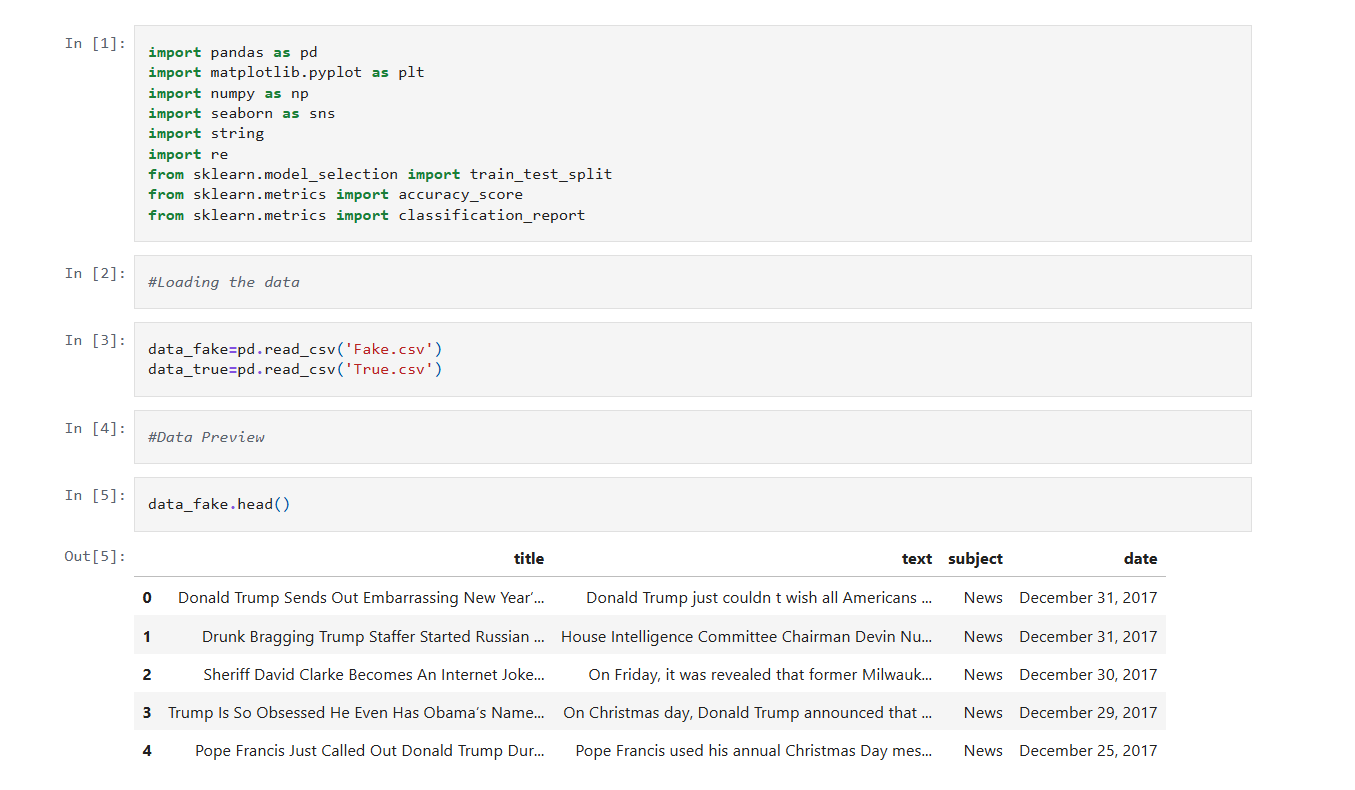 In [1]:
import pandas as pd
import matplotlib.pyplot as plt
import numpy as np
import seaborn as sns
import string
import re
from sklearn.model_selection import train_test_split
from sklearn.metrics import accuracy_score
from sklearn.metrics import classification_report
In [2]:
#Loading the data
In [3]:
data_fake=pd.read_csv('Fake.csv')
data_true=pd.read_csv('True.csv')
In [4]:
#Data Preview
In [5]:
data_fake.head()
Out[5]:
title text subject date
0 Donald Trump Sends Out Embarrassing New Year’... Donald Trump just couldn t wish all Americans ... News December 31, 2017
1 Drunk Bragging Trump Staffer Started Russian ... House Intelligence Committee Chairman Devin Nu... News December 31, 2017
2 Sheriff David Clarke Becomes An Internet Joke... On Friday, it was revealed that former Milwauk... News December 30, 2017
3 Trump Is So Obsessed He Even Has Obama’s Name... On Christmas day, Donald Trump announced that ... News December 29, 2017
4 Pope Francis Just Called Out Donald Trump Dur... Pope Francis used his annual Christmas Day mes... News December 25, 2017